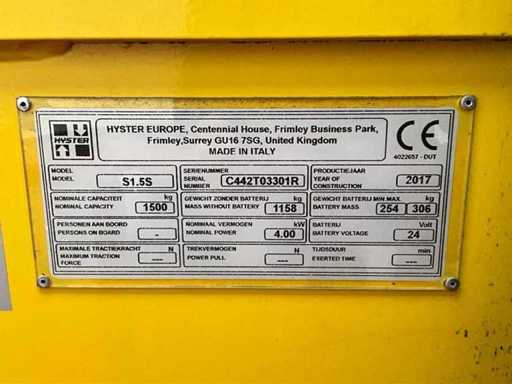 HYSTER
HYSTER EUROPE, Centennial House, Frimley Business Park,
Frimley,Surrey GU16 7SG, United Kingdom
MADE IN ITALY
CE
4022657 - DUT
MODEL
MODEL S1.5S
SERIENUMMER
SERIAL NUMBER C442T03301R
PRODUCTIEJAAR
YEAR OF CONSTRUCTION 2017
NOMINALE CAPACITEIT kg
NOMINAL CAPACITY 1500
GEWICHT ZONDER BATTERIJ kg
MASS WITHOUT BATTERY 1158
GEWICHT BATTERIJ MIN.MAX. kg
BATTERY MASS 254 306
PERSONEN AAN BOORD
PERSONS ON BOARD -
NOMINAAL VERMOGEN kW
NOMINAL POWER 4.00
BATTERIJ Volt
BATTERY VOLTAGE 24
MAXIMALE TRACTIEKRACHT N
MAXIMUM TRACTION FORCE ---
TREKVERMOGEN N
POWER PULL ---
TIJDSDUUR min
EXERTED TIME ---